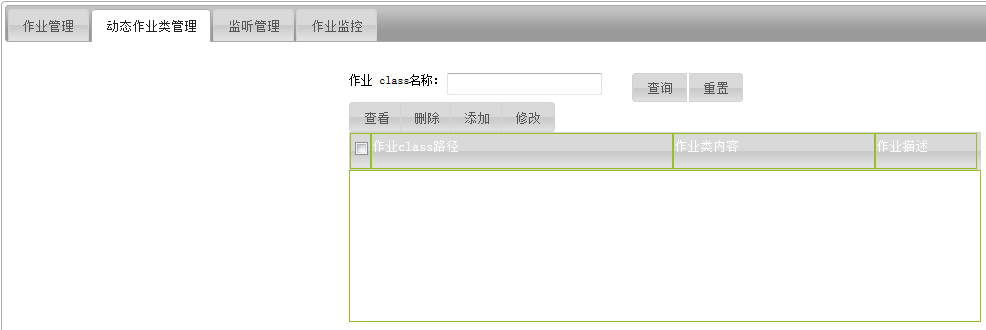 作业管理 动态作业类管理 监听管理 作业监控
作业 class名称： 查询 重置
查看 删除 添加 修改
作业class路径 作业类内容 作业描述